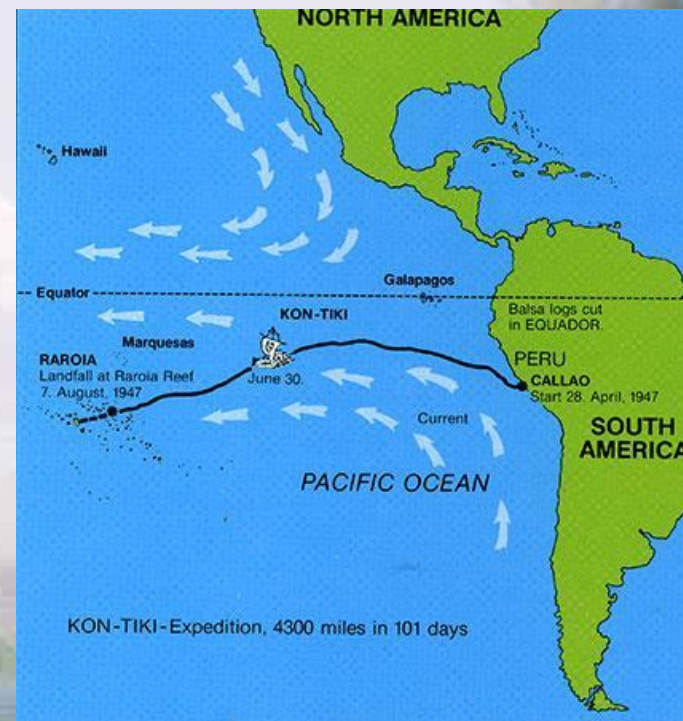 NORTH AMERICA
Hawaii
Galapagos
Equator
Balsa logs cut
in EQUADOR.
KON-TIKI
Marquesas
RAROIA
Landfall at Raroia Reef
7. August, 1947
June 30.
PERU
CALLAO
Start 28. April, 1947
Current
SOUTH
AMERICA
PACIFIC OCEAN
KON-TIKI-Expedition, 4300 miles in 101 days